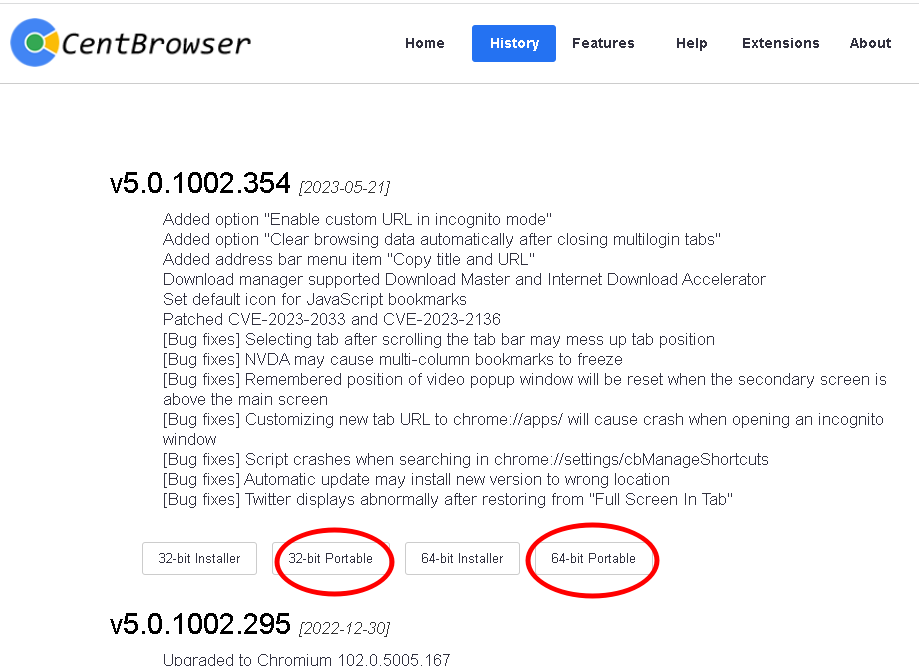 CentBrowser
Home History Features Help Extensions About
v5.0.1002.354 [2023-05-21]
Added option "Enable custom URL in incognito mode"
Added option "Clear browsing data automatically after closing multilogin tabs"
Added address bar menu item "Copy title and URL"
Download manager supported Download Master and Internet Download Accelerator
Set default icon for JavaScript bookmarks
Patched CVE-2023-2033 and CVE-2023-2136
[Bug fixes] Selecting tab after scrolling the tab bar may mess up tab position
[Bug fixes] NVDA may cause multi-column bookmarks to freeze
[Bug fixes] Remembered position of video popup window will be reset when the secondary screen is
above the main screen
[Bug fixes] Customizing new tab URL to chrome://apps/ will cause crash when opening an incognito
window
[Bug fixes] Script crashes when searching in chrome://settings/cbManageShortcuts
[Bug fixes] Automatic update may install new version to wrong location
[Bug fixes] Twitter displays abnormally after restoring from "Full Screen In Tab"
32-bit Installer 32-bit Portable 64-bit Installer 64-bit Portable
v5.0.1002.295 [2022-12-30]
Upgraded to Chromium 102.0.5005.167